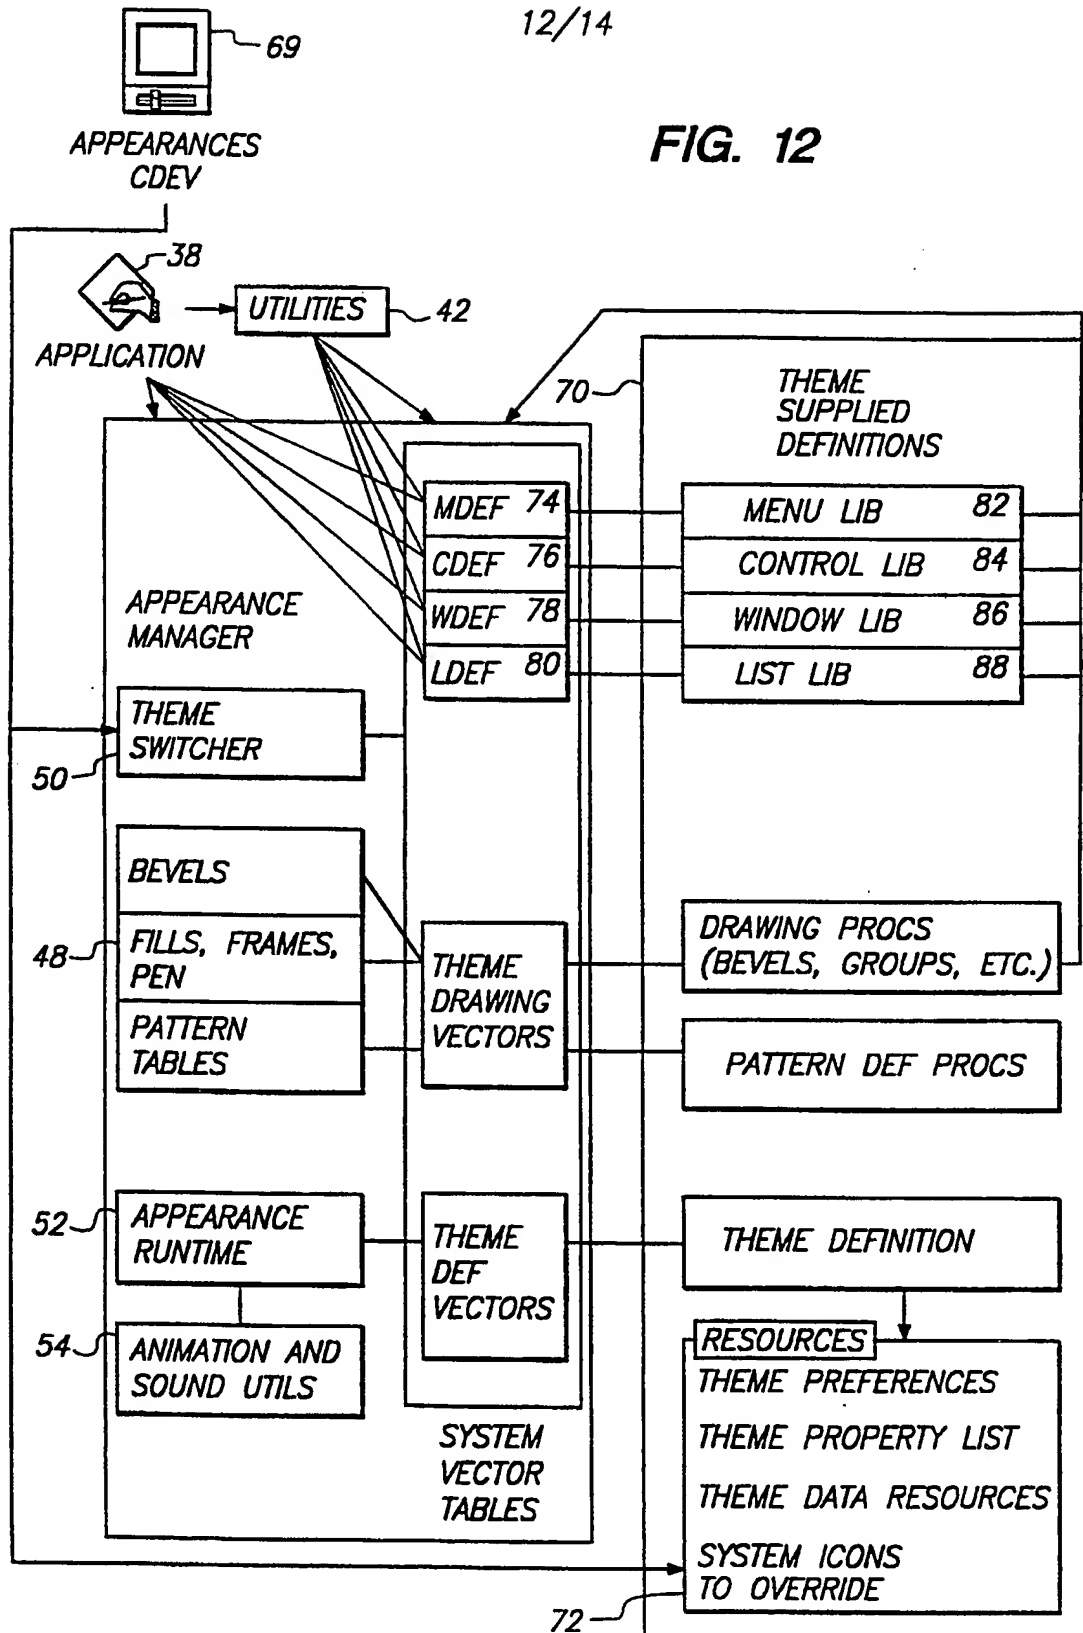 12/14
69
APPEARANCES
CDEV
FIG. 12
38
UTILITIES
42
APPLICATION
70
THEME
SUPPLIED
DEFINITIONS
MDEF 74
MENU LIB 82
CDEF 76
CONTROL LIB 84
WDEF 78
WINDOW LIB 86
LDEF 80
LIST LIB 88
APPEARANCE
MANAGER
THEME
SWITCHER
50
BEVELS
48
FILLS, FRAMES,
PEN
PATTERN
TABLES
THEME
DRAWING
VECTORS
DRAWING PROCS
(BEVELS, GROUPS, ETC.)
PATTERN DEF PROCS
52
APPEARANCE
RUNTIME
THEME
DEF
VECTORS
THEME DEFINITION
54
ANIMATION AND
SOUND UTILS
SYSTEM
VECTOR
TABLES
RESOURCES
THEME PREFERENCES
THEME PROPERTY LIST
THEME DATA RESOURCES
SYSTEM ICONS
TO OVERRIDE
72